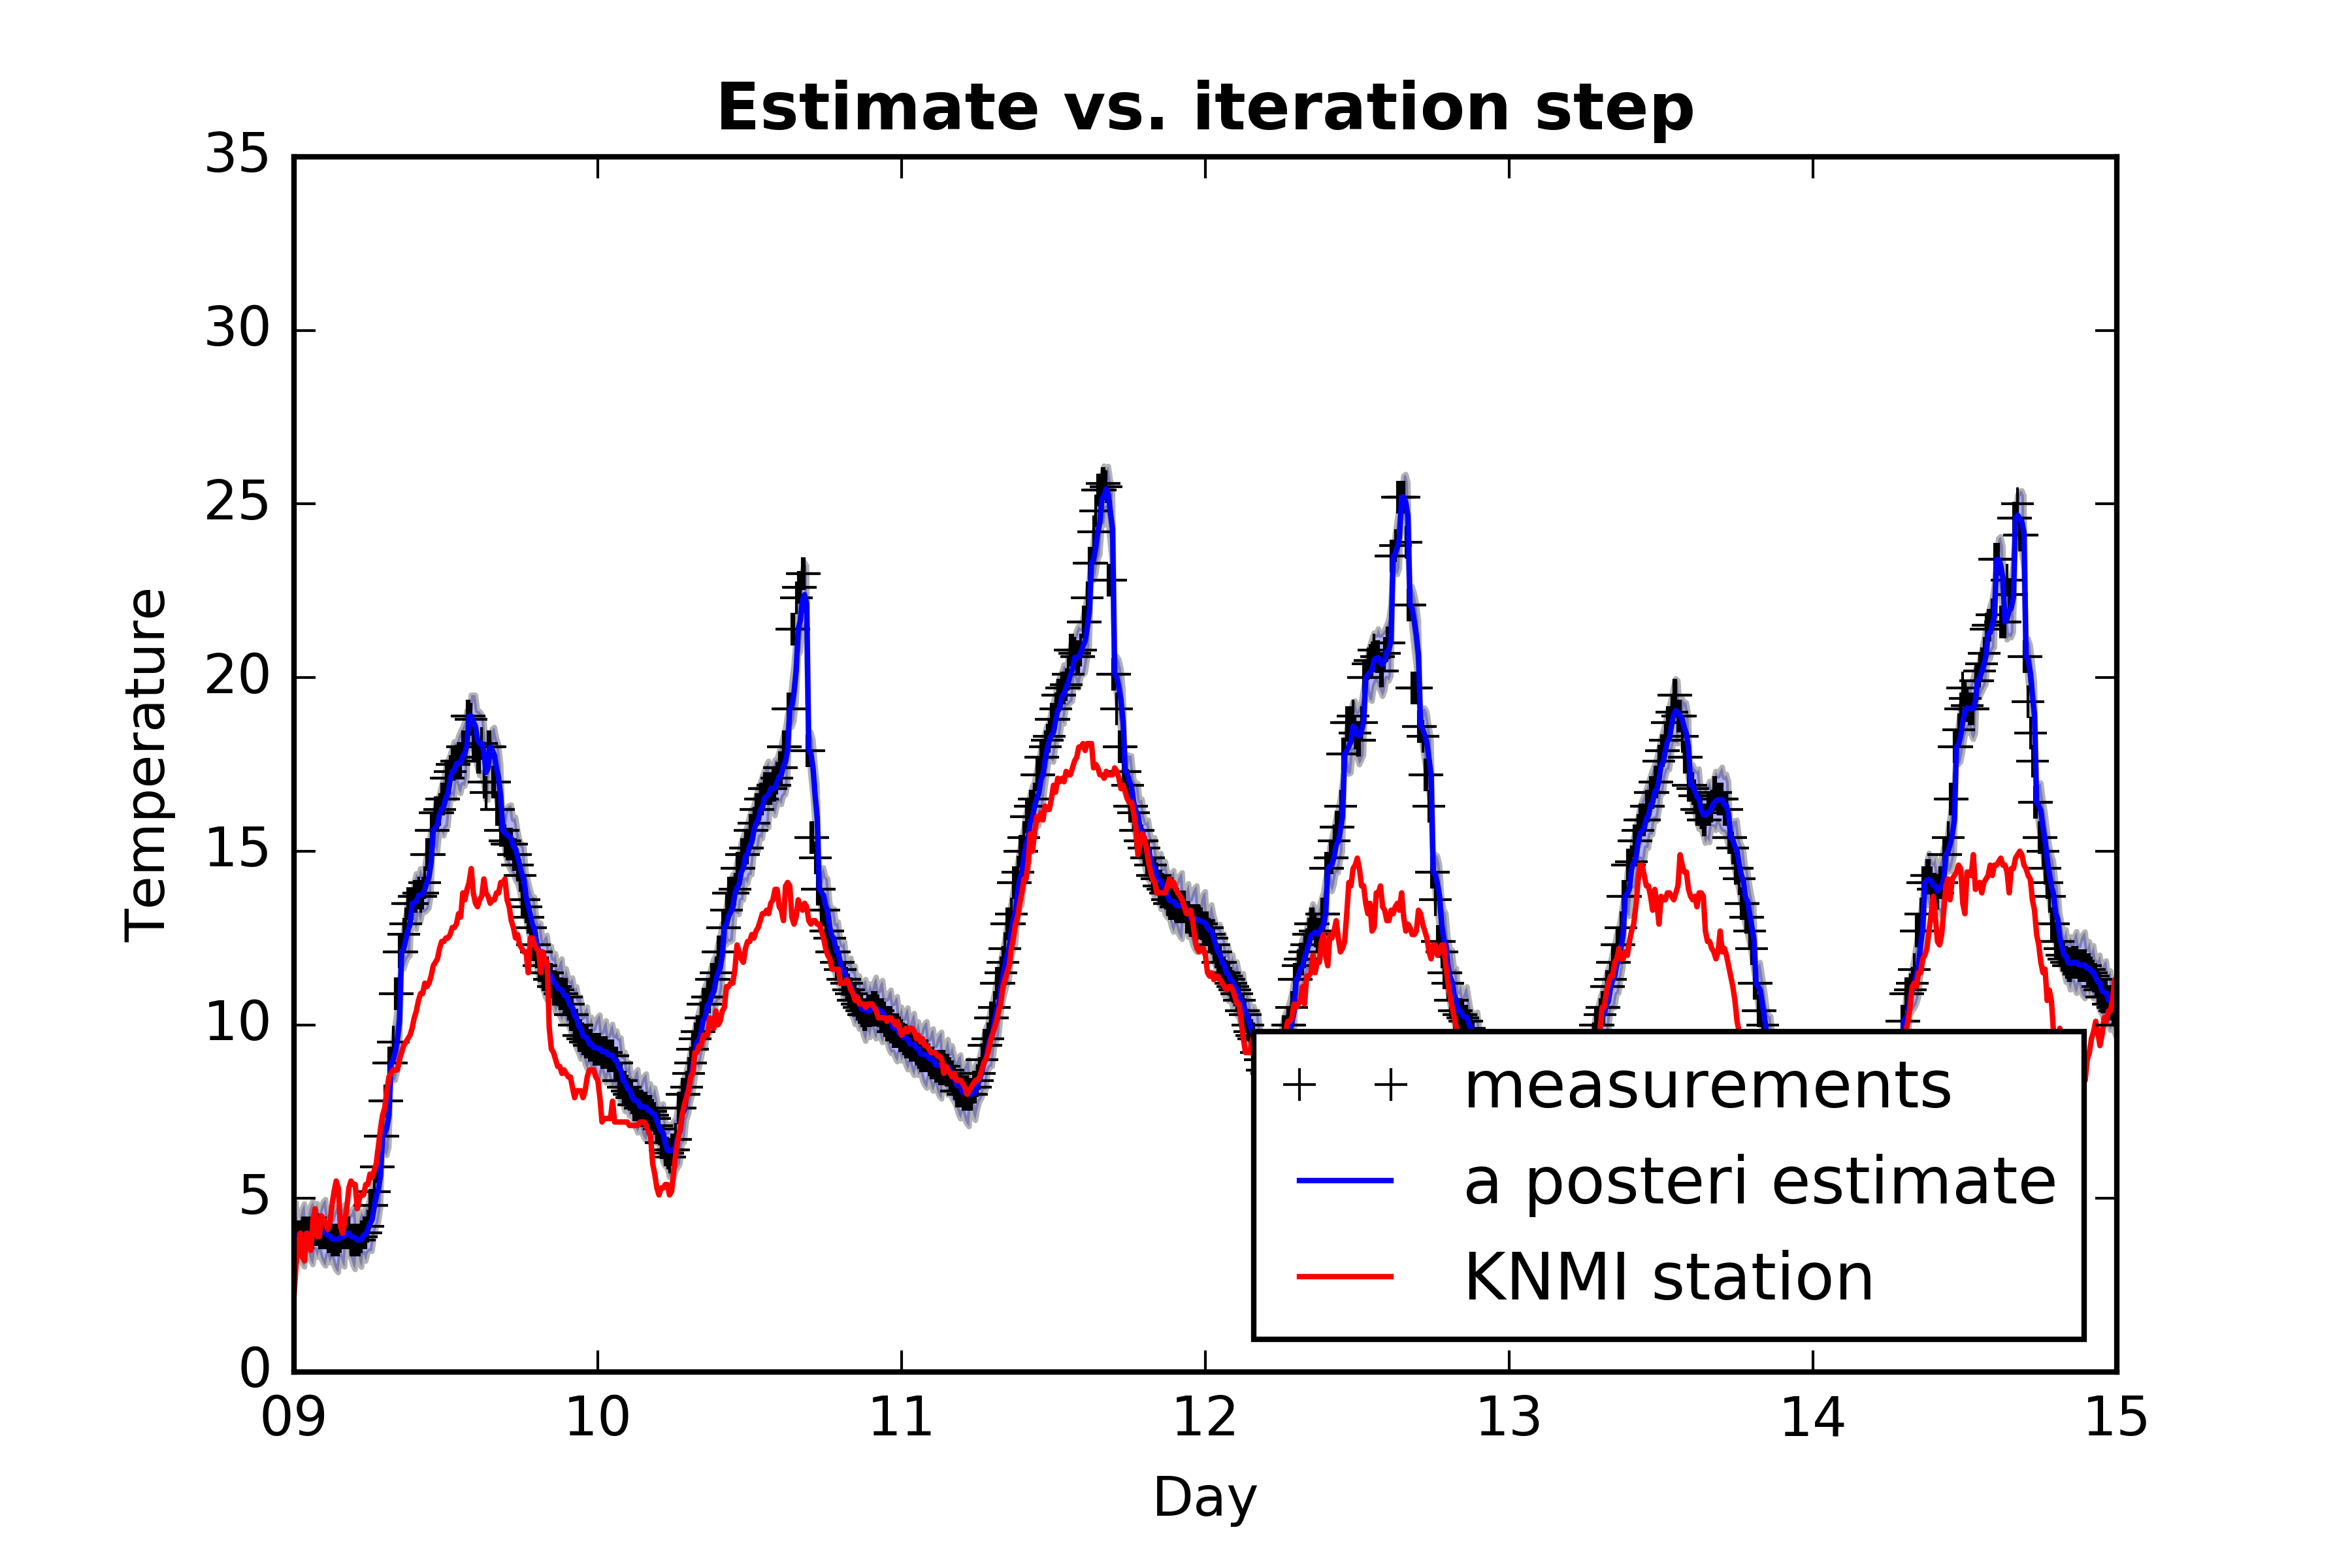 Estimate vs. iteration step
35
30
25
20
15
10
5
0
Temperature
09 10 11 12 13 14 15
Day
measurements
a posteri estimate
KNMI station